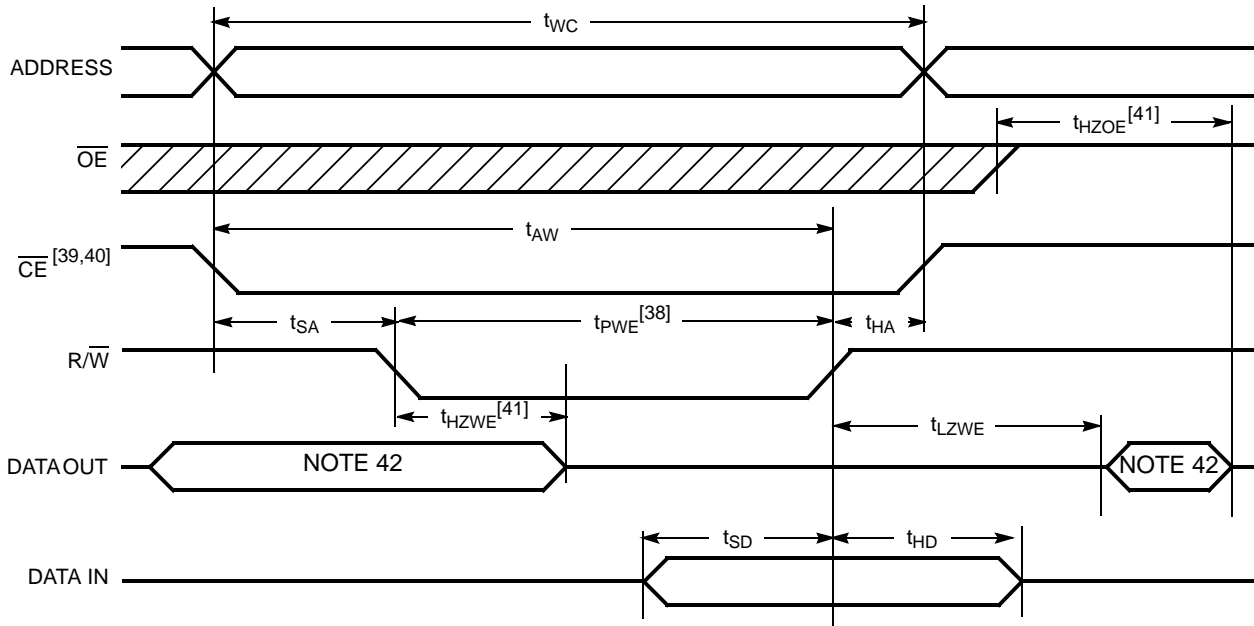 tWC
ADDRESS
tHZOE[41]
OE
tAW
CE [39,40]
tSA
tPWE[38]
tHA
R/W
tHZWE[41]
tLZWE
DATA OUT
NOTE 42
NOTE 42
tSD
tHD
DATA IN